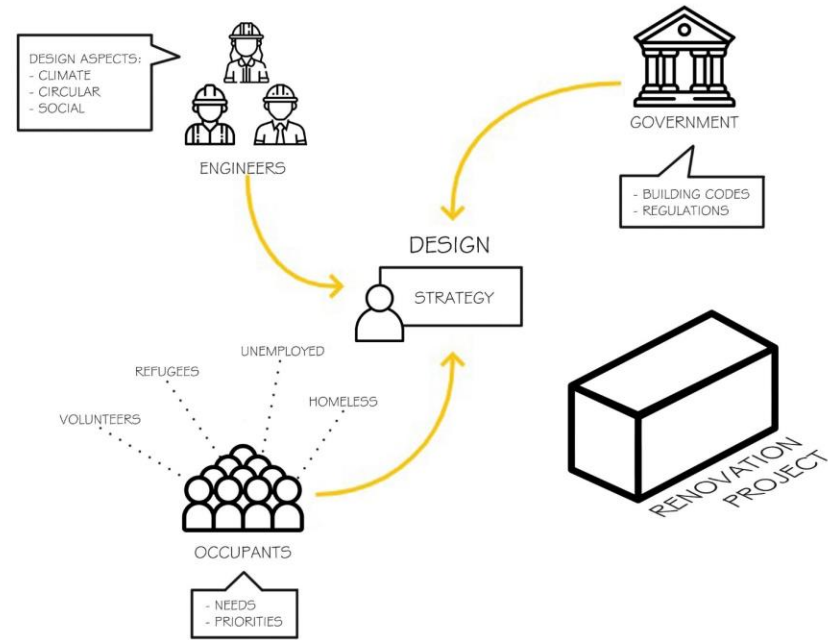 DESIGN ASPECTS:
- CLIMATE
- CIRCULAR
- SOCIAL
ENGINEERS
GOVERNMENT
- BUILDING CODES
- REGULATIONS
DESIGN
STRATEGY
UNEMPLOYED
REFUGEES
HOMELESS
VOLUNTEERS
OCCUPANTS
- NEEDS
- PRIORITIES
RENOVATION
PROJECT